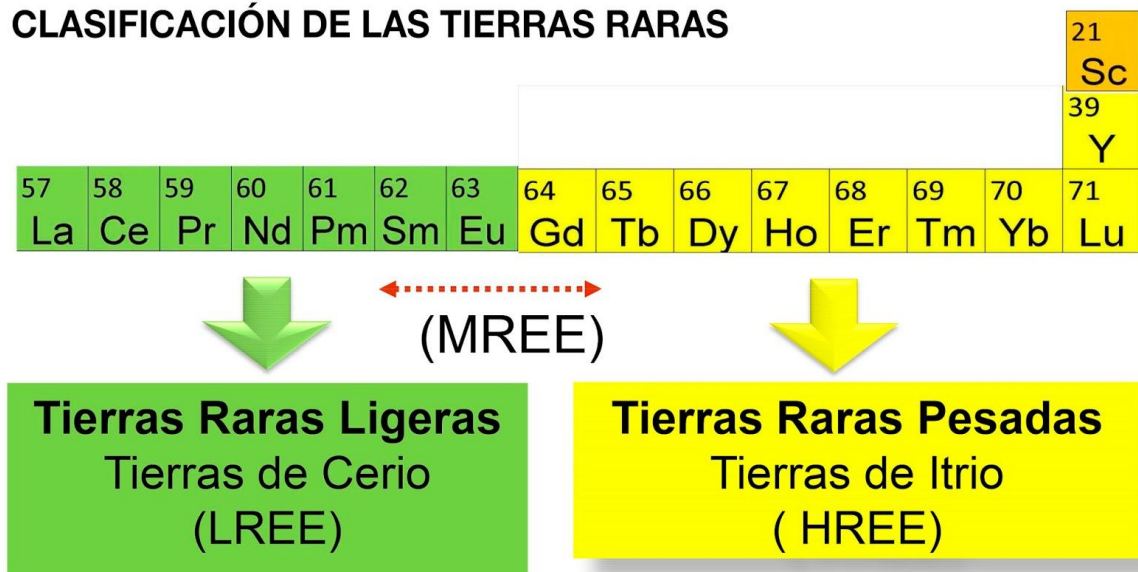 CLASIFICACIÓN DE LAS TIERRAS RARAS
21
Sc
39
Y
57 58 59 60 61 62 63 64 65 66 67 68 69 70 71
La Ce Pr Nd Pm Sm Eu Gd Tb Dy Ho Er Tm Yb Lu
(MREE)
Tierras Raras Ligeras
Tierras de Cerio
(LREE)
Tierras Raras Pesadas
Tierras de Itrio
( HREE)